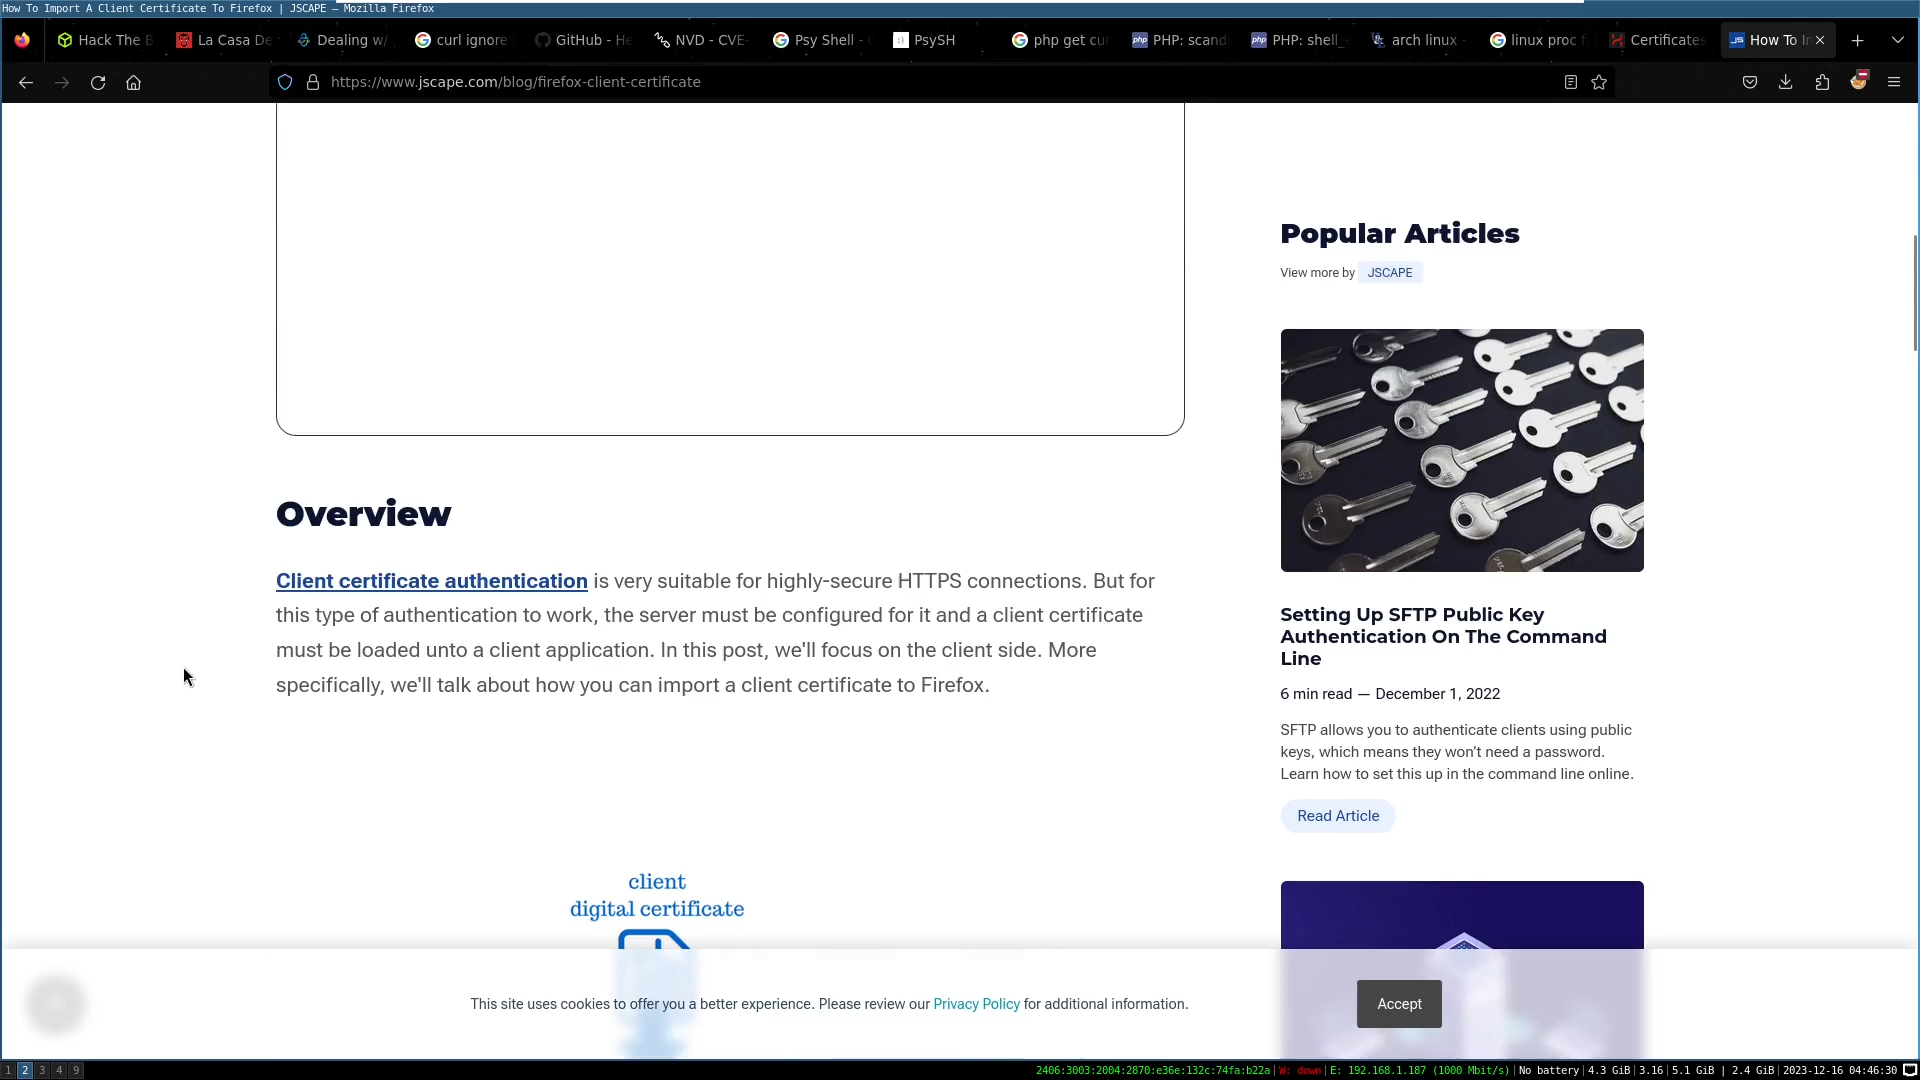 How To Import A Client Certificate To Firefox | JSCAPE — Mozilla Firefox
Hack The B
La Casa De
Dealing w/
curl ignore
GitHub - He
NVD - CVE-
Psy Shell -
PsySH
php get cur
PHP: scand
PHP: shell_
arch linux -
linux proc f
Certificates
How To In
https://www.jscape.com/blog/firefox-client-certificate
Popular Articles
View more by JSCAPE
Overview
Client certificate authentication is very suitable for highly-secure HTTPS connections. But for
this type of authentication to work, the server must be configured for it and a client certificate
must be loaded unto a client application. In this post, we'll focus on the client side. More
specifically, we'll talk about how you can import a client certificate to Firefox.
Setting Up SFTP Public Key
Authentication On The Command
Line
6 min read — December 1, 2022
SFTP allows you to authenticate clients using public
keys, which means they won’t need a password.
Learn how to set this up in the command line online.
Read Article
client
digital certificate
This site uses cookies to offer you a better experience. Please review our Privacy Policy for additional information.
Accept
1 2 3 4 9
2406:3003:2004:2870:e36e:132c:74fa:b22a | W: down | E: 192.168.1.187 (1000 Mbit/s) | No battery | 4.3 GiB | 3.16 | 5.1 GiB | 2.4 GiB | 2023-12-16 04:46:30